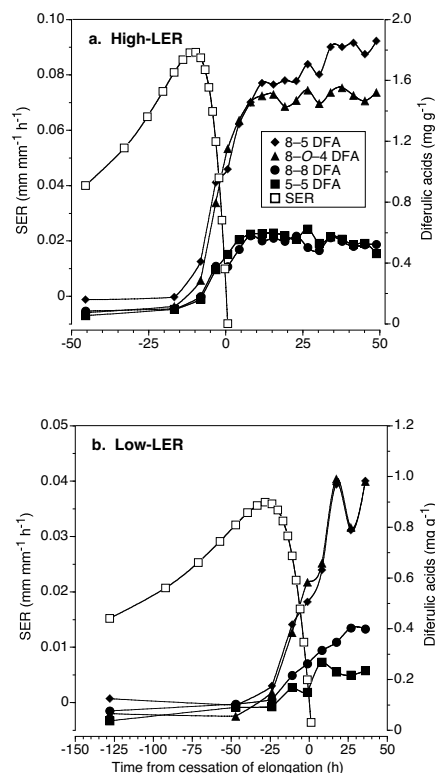 a. High-LER
0.10
0.08
0.06
0.04
0.02
0
SER (mm mm⁻¹ h⁻¹)
2.0
1.6
1.2
0.8
0.4
0
Diferulic acids (mg g⁻¹)
8–5 DFA
8–O–4 DFA
8–8 DFA
5–5 DFA
SER
-50 -25 0 25 50
b. Low-LER
0.05
0.04
0.03
0.02
0.01
0
SER (mm mm⁻¹ h⁻¹)
1.2
1.0
0.8
0.6
0.4
0.2
0
Diferulic acids (mg g⁻¹)
-150 -125 -100 -75 -50 -25 0 25 50 75
Time from cessation of elongation (h)